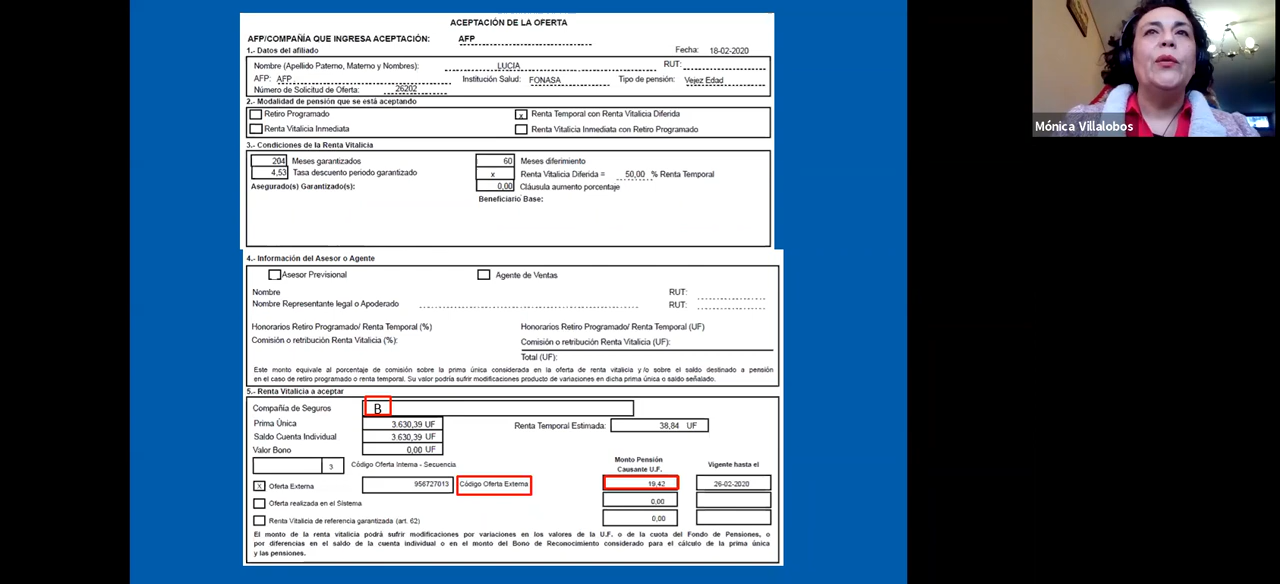 ACEPTACIÓN DE LA OFERTA
AFP/COMPAÑÍA QUE INGRESA ACEPTACIÓN: AFP
1.- Datos del afiliado Fecha: 18-02-2020
Nombre (Apellido Paterno, Materno y Nombres): LUCIA RUT:
AFP: AFP Institución Salud: FONASA Tipo de pensión: Vejez Edad
Número de Solicitud de Oferta: 26202
2.- Modalidad de pensión que se está aceptando
Retiro Programado x Renta Temporal con Renta Vitalicia Diferida
Renta Vitalicia Inmediata Renta Vitalicia Inmediata con Retiro Programado
3.- Condiciones de la Renta Vitalicia
204 Meses garantizados 60 Meses diferimiento
4,53 Tasa descuento periodo garantizado x Renta Vitalicia Diferida = 50,00 % Renta Temporal
Asegurado(s) Garantizado(s): 0,00 Cláusula aumento porcentaje
Beneficiario Base:
4.- Información del Asesor o Agente
Asesor Previsional Agente de Ventas
Nombre RUT:
Nombre Representante legal o Apoderado RUT:
Honorarios Retiro Programado/ Renta Temporal (%) Honorarios Retiro Programado/ Renta Temporal (UF)
Comisión o retribución Renta Vitalicia (%): Comisión o retribución Renta Vitalicia (UF):
Total (UF):
Este monto equivale al porcentaje de comisión sobre la prima única considerada en la oferta de renta vitalicia y/o sobre el saldo destinado a pensión
en el caso de retiro programado o renta temporal. Su valor podría sufrir modificaciones producto de variaciones en dicha prima única o saldo señalado.
5.- Renta Vitalicia a aceptar
Compañía de Seguros B
Prima Única 3.630,39 UF Renta Temporal Estimada: 38,84 UF
Saldo Cuenta Individual 3.630,39 UF
Valor Bono 0,00 UF
Monto Pensión
Causante U.F. Vigente hasta el
3 Código Oferta Interna - Secuencia
X Oferta Externa 956727013 Código Oferta Externa 19,42 26-02-2020
Oferta realizada en el Sistema 0,00
Renta Vitalicia de referencia garantizada (art. 62) 0,00
El monto de la renta vitalicia podrá sufrir modificaciones por variaciones en los valores de la U.F. o de la cuota del Fondo de Pensiones, o
por diferencias en el saldo de la cuenta individual o en el monto del Bono de Reconocimiento considerado para el cálculo de la prima única
y las pensiones.
Mónica Villalobos